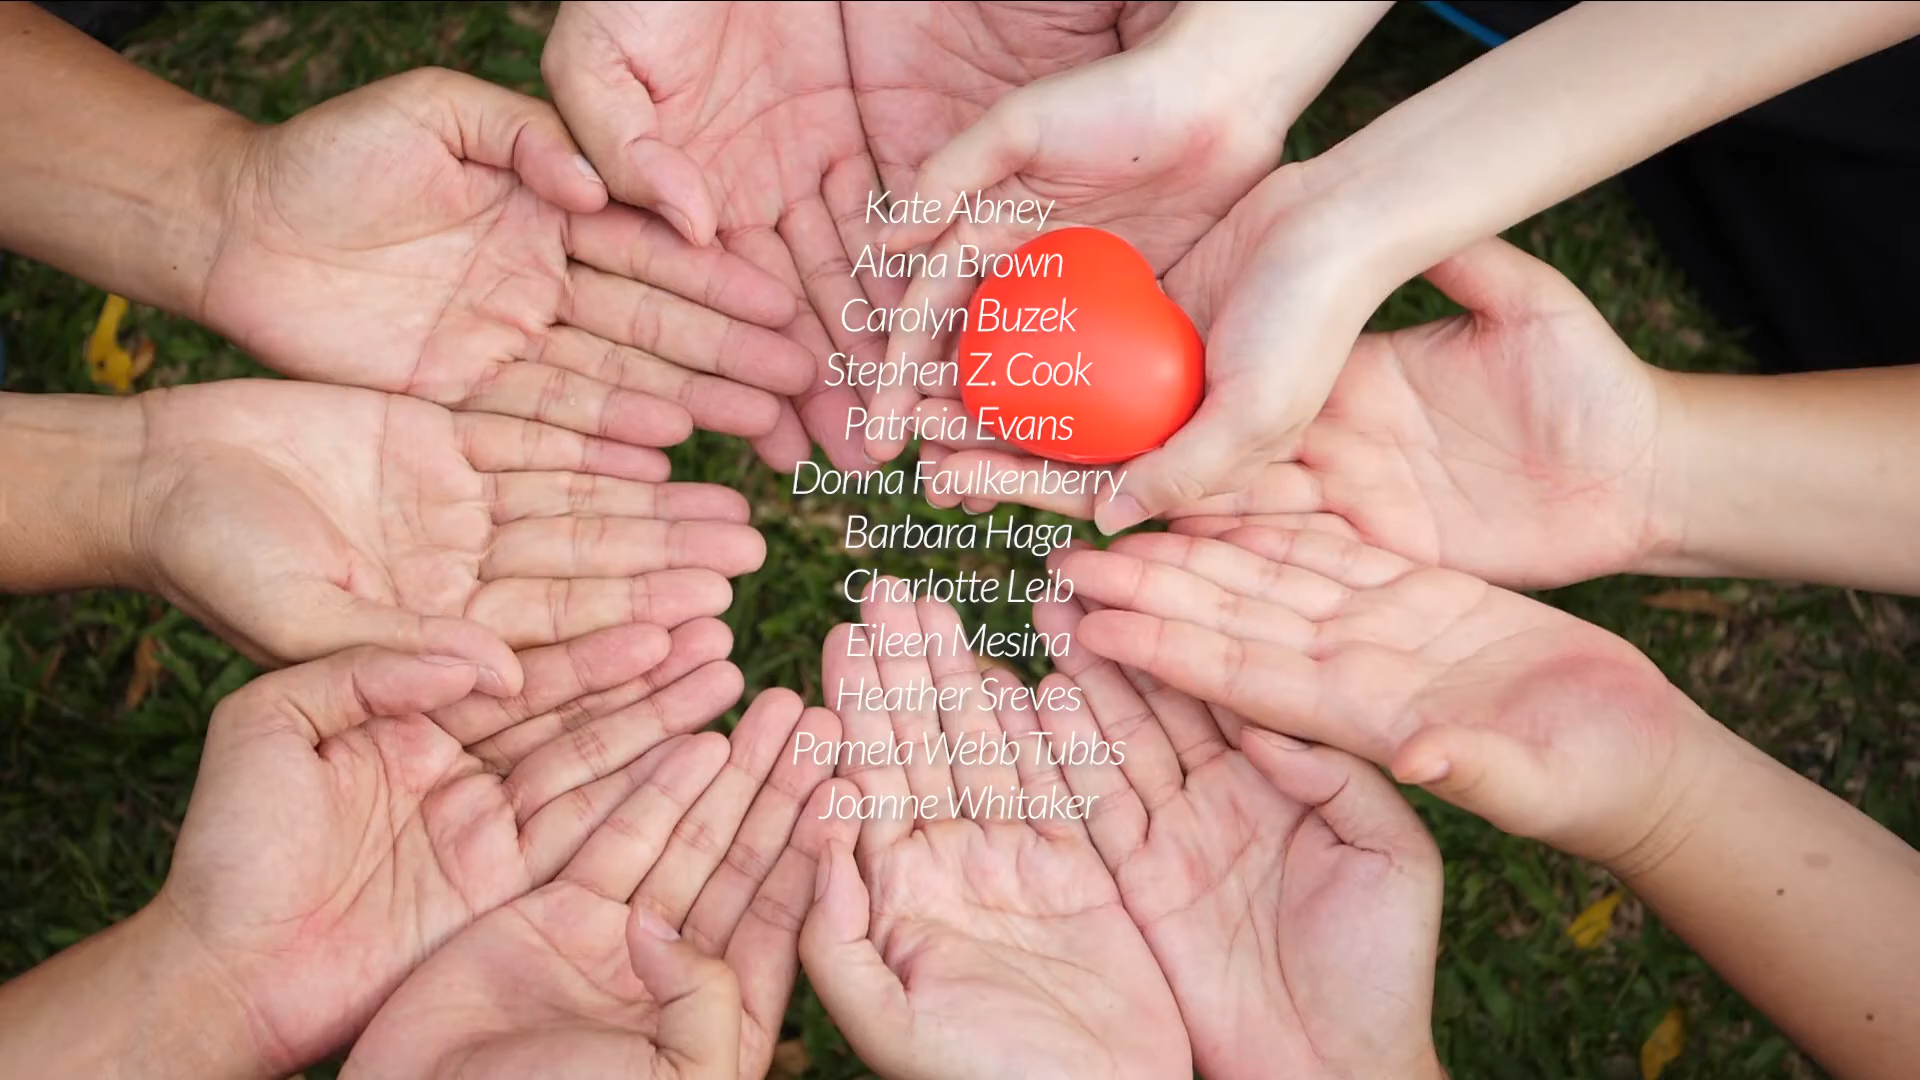 Kate Abney
Alana Brown
Carolyn Buzek
Stephen Z. Cook
Patricia Evans
Donna Faulkenberry
Barbara Haga
Charlotte Leib
Eileen Mesina
Heather Sreves
Pamela Webb Tubbs
Joanne Whitaker